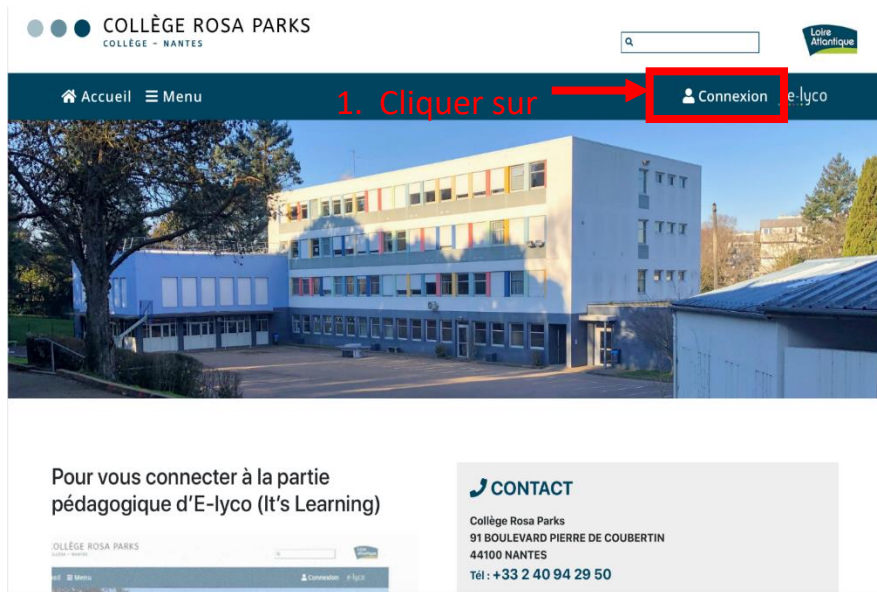 COLLÈGE ROSA PARKS
COLLÈGE - NANTES
Loire
Atlantique
Accueil Menu
1. Cliquer sur
Connexion e-lyco
Pour vous connecter à la partie
pédagogique d'E-lyco (It's Learning)
COLLÈGE ROSA PARKS
Menu
Connexion e-lyco
CONTACT
Collège Rosa Parks
91 BOULEVARD PIERRE DE COUBERTIN
44100 NANTES
Tél : +33 2 40 94 29 50